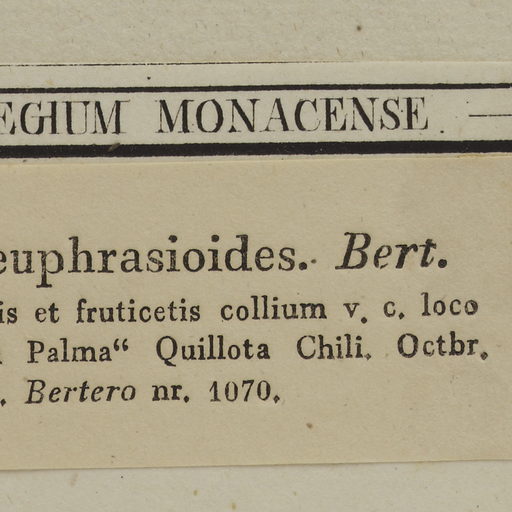 EGIUM MONACENSE
euphrasioides. Bert.
is et fruticetis collium v. c. loco
Palma“ Quillota Chili. Octbr.
. Bertero nr. 1070.